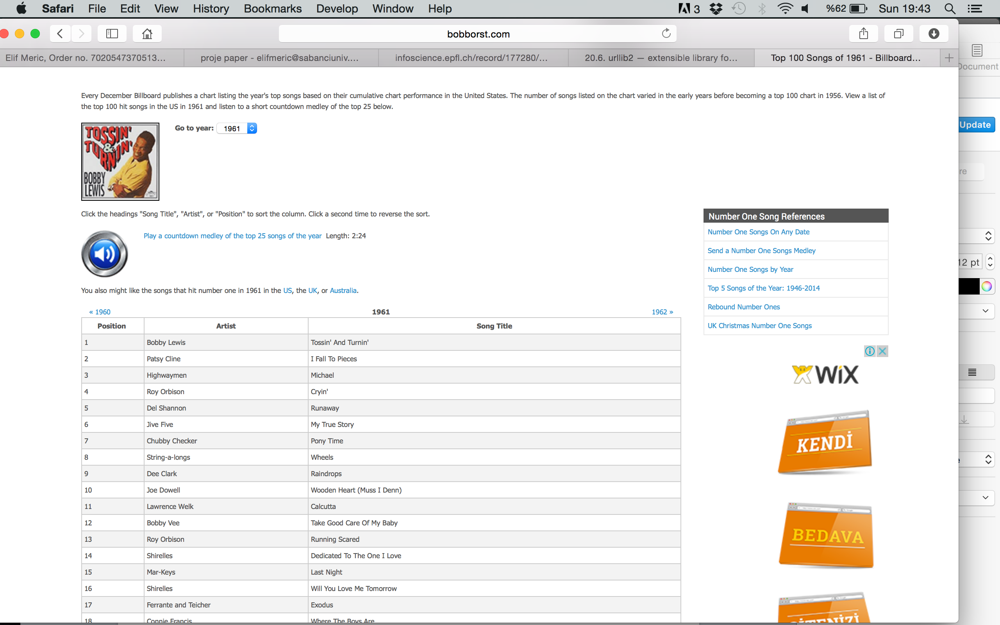 Safari File Edit View History Bookmarks Develop Window Help 3 %62 Sun 19:43
bobborst.com
Elif Meric, Order no. 7020547370513... proje paper - elifmeric@sabanciuniv.... infoscience.epfl.ch/record/177280/... 20.6. urllib2 — extensible library fo... Top 100 Songs of 1961 - Billboard...
Document
Every December Billboard publishes a chart listing the year's top songs based on their cumulative chart performance in the United States. The number of songs listed on the chart varied in the early years before becoming a top 100 chart in 1956. View a list of
the top 100 hit songs in the US in 1961 and listen to a short countdown medley of the top 25 below.
Update
TOSSIN'
&
TURNIN'
BOBBY
LEWIS
Go to year: 1961
re
Click the headings "Song Title", "Artist", or "Position" to sort the column. Click a second time to reverse the sort.
Play a countdown medley of the top 25 songs of the year Length: 2:24
You also might like the songs that hit number one in 1961 in the US, the UK, or Australia.
Number One Song References
Number One Songs On Any Date
Send a Number One Songs Medley
Number One Songs by Year
Top 5 Songs of the Year: 1946-2014
Rebound Number Ones
UK Christmas Number One Songs
12 pt
« 1960 1961 1962 »
Position Artist Song Title
1 Bobby Lewis Tossin' And Turnin'
2 Patsy Cline I Fall To Pieces
3 Highwaymen Michael
4 Roy Orbison Cryin'
5 Del Shannon Runaway
6 Jive Five My True Story
7 Chubby Checker Pony Time
8 String-a-longs Wheels
9 Dee Clark Raindrops
10 Joe Dowell Wooden Heart (Muss I Denn)
11 Lawrence Welk Calcutta
12 Bobby Vee Take Good Care Of My Baby
13 Roy Orbison Running Scared
14 Shirelles Dedicated To The One I Love
15 Mar-Keys Last Night
16 Shirelles Will You Love Me Tomorrow
17 Ferrante and Teicher Exodus
18 Connie Francis Where The Boys Are
WiX
KENDİ
BEDAVA
SİTENİZİ